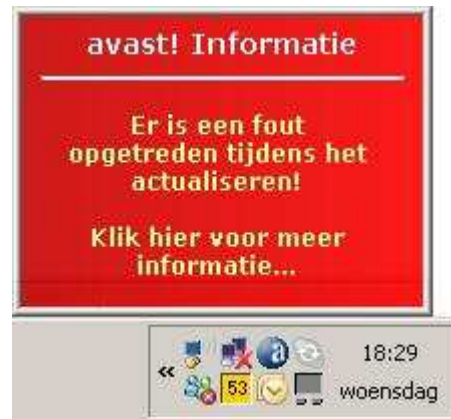 avast! Informatie
Er is een fout
opgetreden tijdens het
actualiseren!
Klik hier voor meer
informatie...
« 18:29
53 woensdag